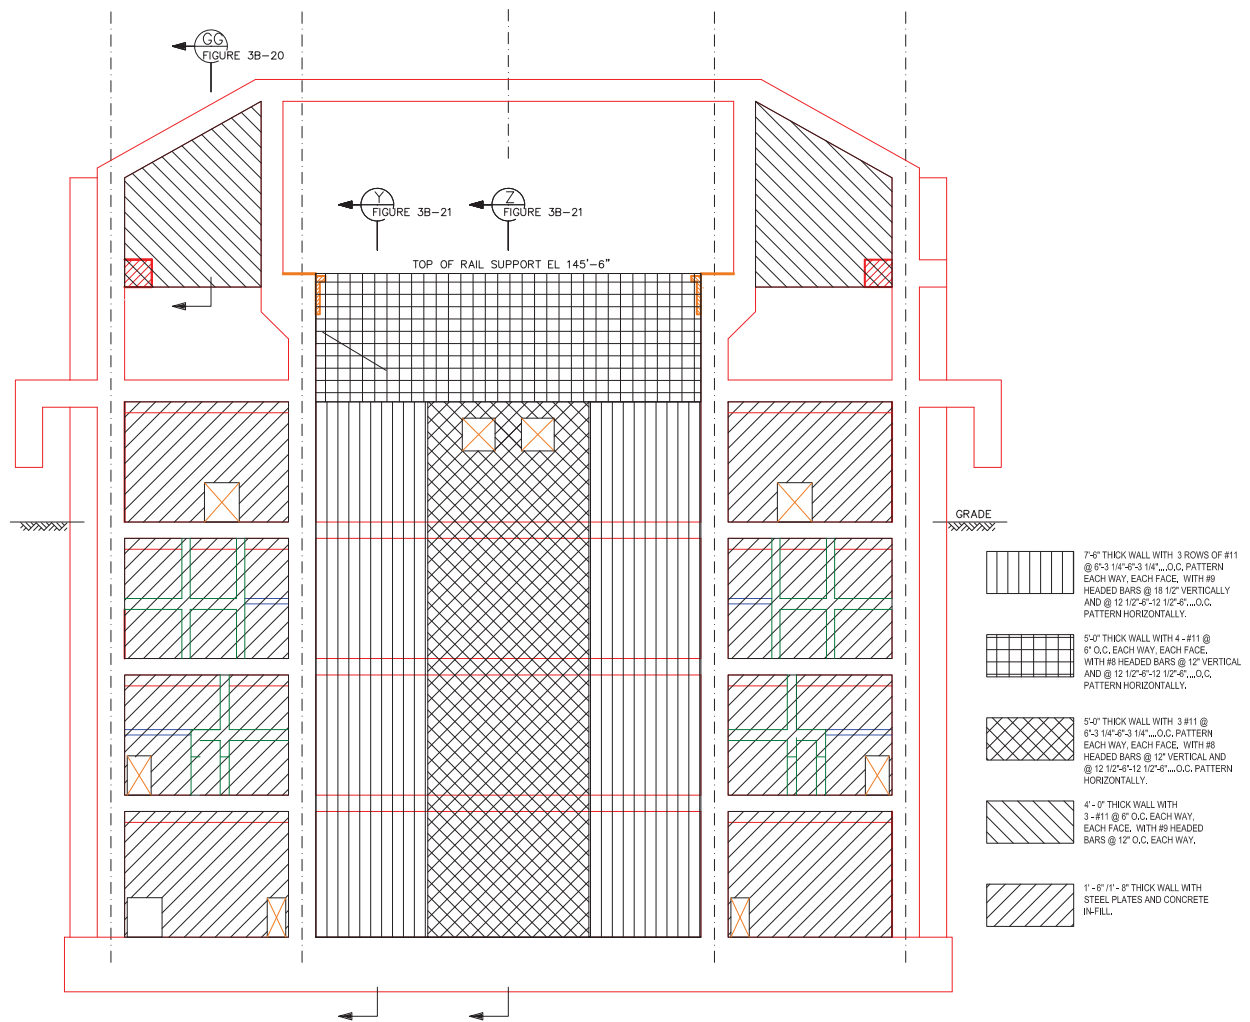 GG
FIGURE 3B-20
Y
FIGURE 3B-21
Z
FIGURE 3B-21
TOP OF RAIL SUPPORT EL 145'-6"
GRADE
7'-6" THICK WALL WITH 3 ROWS OF #11
@ 6"-3 1/4"-6"-3 1/4"....O.C. PATTERN
EACH WAY, EACH FACE, WITH #9
HEADED BARS @ 18 1/2" VERTICALLY
AND @ 12 1/2"-6"-12 1/2"-6"....O.C.
PATTERN HORIZONTALLY.
5'-0" THICK WALL WITH 4 - #11 @
6" O.C. EACH WAY, EACH FACE.
WITH #8 HEADED BARS @ 12" VERTICAL
AND @ 12 1/2"-6"-12 1/2"-6"....O.C.
PATTERN HORIZONTALLY.
5'-0" THICK WALL WITH 3 #11 @
6"-3 1/4"-6"-3 1/4"....O.C. PATTERN
EACH WAY, EACH FACE, WITH #8
HEADED BARS @ 12" VERTICAL AND
@ 12 1/2"-6"-12 1/2"-6"....O.C. PATTERN
HORIZONTALLY.
4' - 0" THICK WALL WITH
3 - #11 @ 6" O.C. EACH WAY,
EACH FACE. WITH #9 HEADED
BARS @ 12" O.C. EACH WAY.
1' - 6" /1' - 8" THICK WALL WITH
STEEL PLATES AND CONCRETE
IN-FILL.